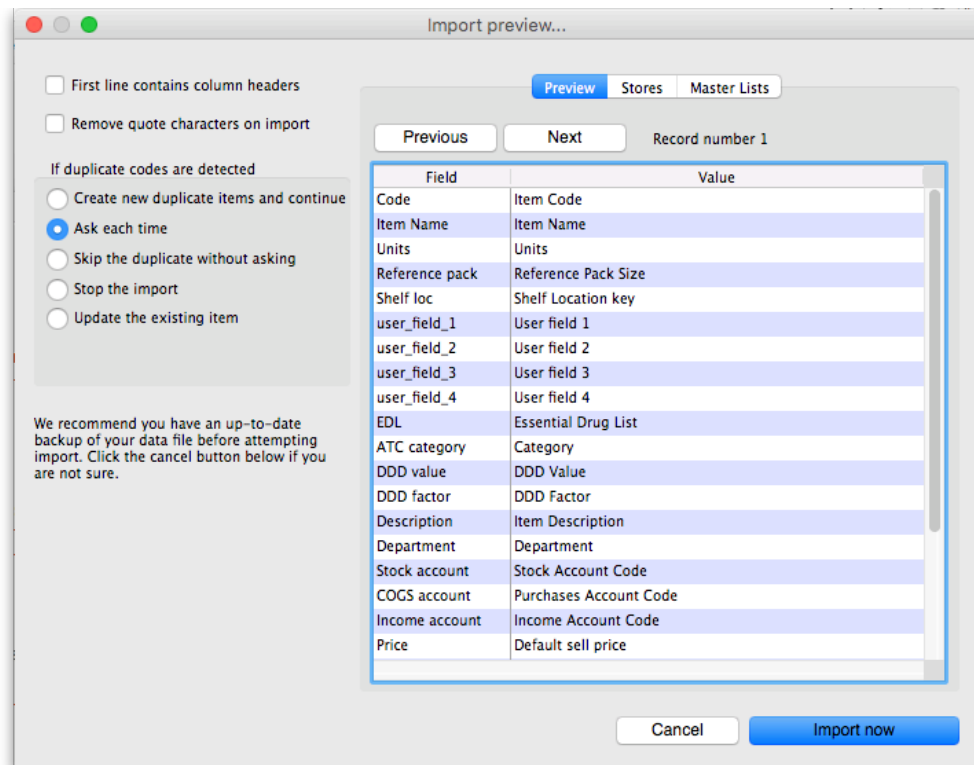 Import preview...
First line contains column headers
Remove quote characters on import
If duplicate codes are detected
Create new duplicate items and continue
Ask each time
Skip the duplicate without asking
Stop the import
Update the existing item
We recommend you have an up-to-date
backup of your data file before attempting
import. Click the cancel button below if you
are not sure.
Preview Stores Master Lists
Previous Next Record number 1
Field Value
Code Item Code
Item Name Item Name
Units Units
Reference pack Reference Pack Size
Shelf loc Shelf Location key
user_field_1 User field 1
user_field_2 User field 2
user_field_3 User field 3
user_field_4 User field 4
EDL Essential Drug List
ATC category Category
DDD value DDD Value
DDD factor DDD Factor
Description Item Description
Department Department
Stock account Stock Account Code
COGS account Purchases Account Code
Income account Income Account Code
Price Default sell price
Cancel Import now